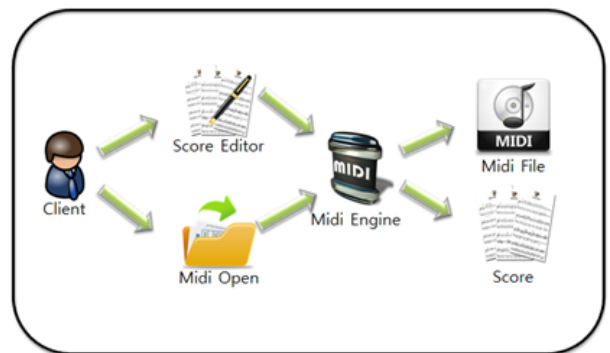 Client
Score Editor
Midi Open
MIDI
Midi Engine
MIDI
Midi File
Score